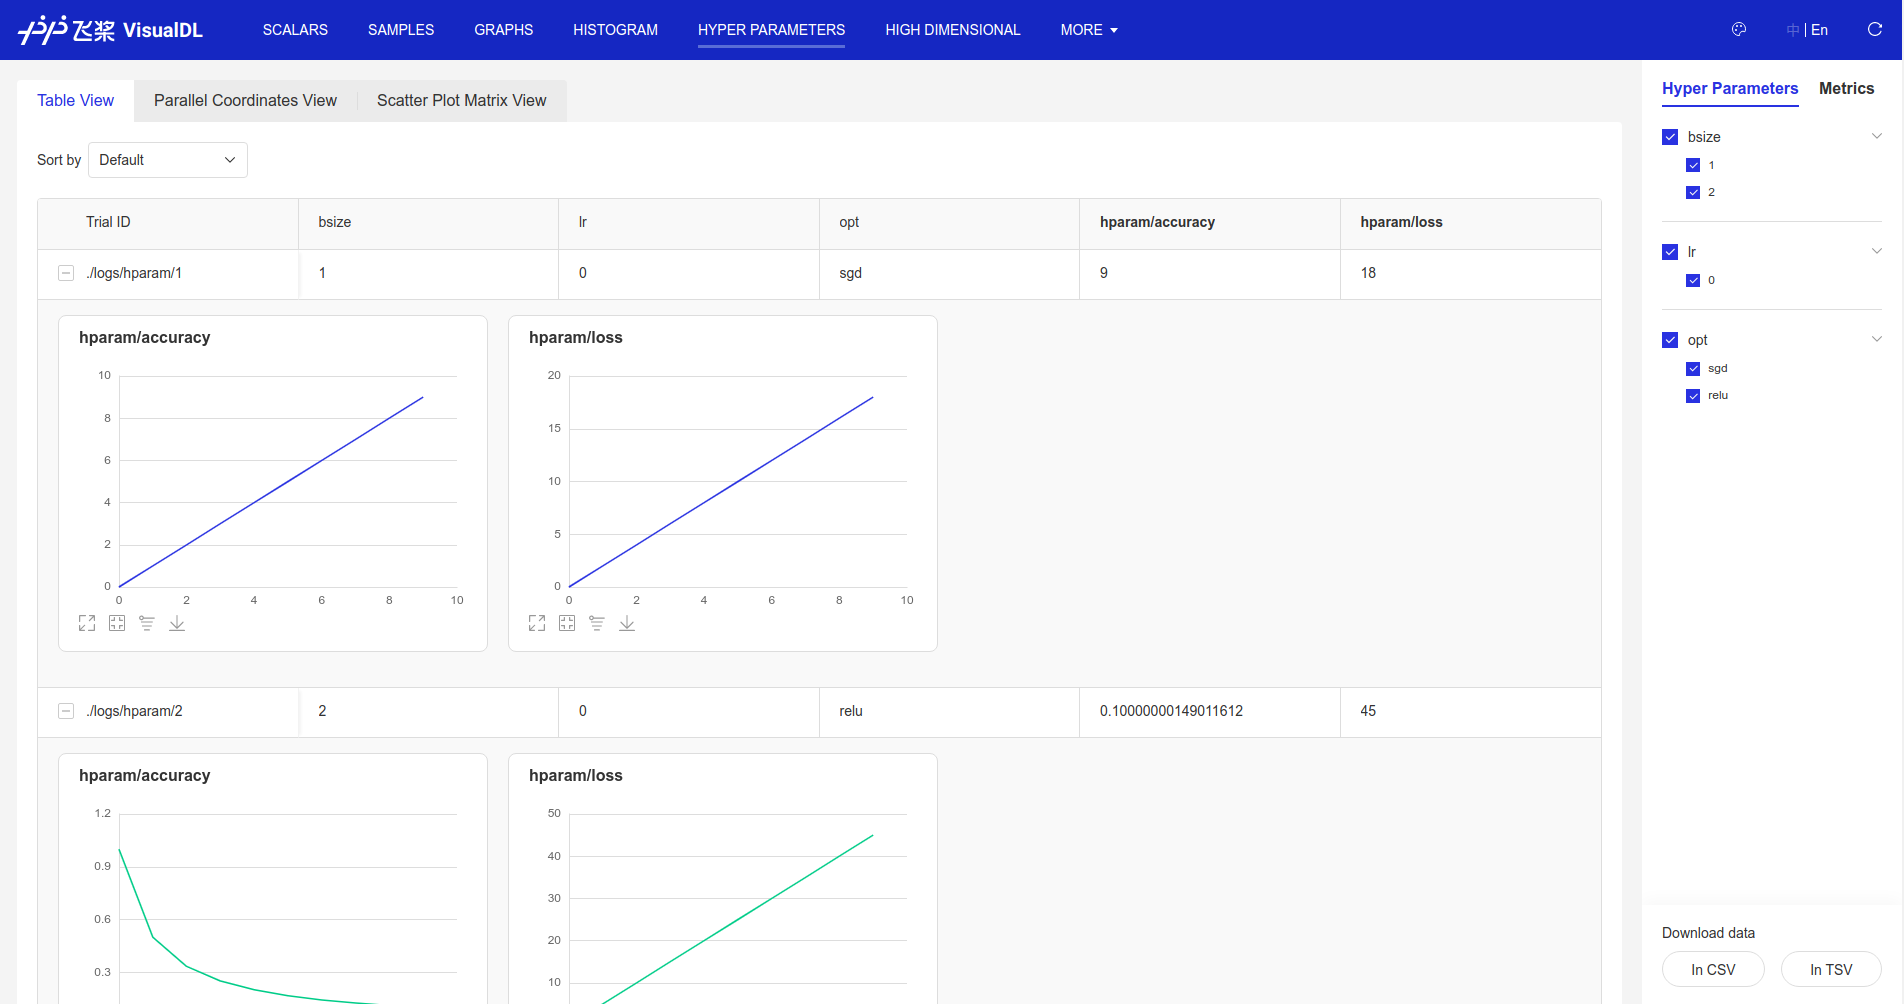 飞桨 VisualDL SCALARS SAMPLES GRAPHS HISTOGRAM HYPER PARAMETERS HIGH DIMENSIONAL MORE 中 | En
Table View Parallel Coordinates View Scatter Plot Matrix View
Sort by Default
Trial ID bsize lr opt hparam/accuracy hparam/loss
./logs/hparam/1 1 0 sgd 9 18
hparam/accuracy
10
8
6
4
2
0
0 2 4 6 8 10
hparam/loss
20
15
10
5
0
0 2 4 6 8 10
./logs/hparam/2 2 0 relu 0.10000000149011612 45
hparam/accuracy
1.2
0.9
0.6
0.3
hparam/loss
50
40
30
20
10
Hyper Parameters Metrics
bsize
1
2
lr
0
opt
sgd
relu
Download data
In CSV In TSV